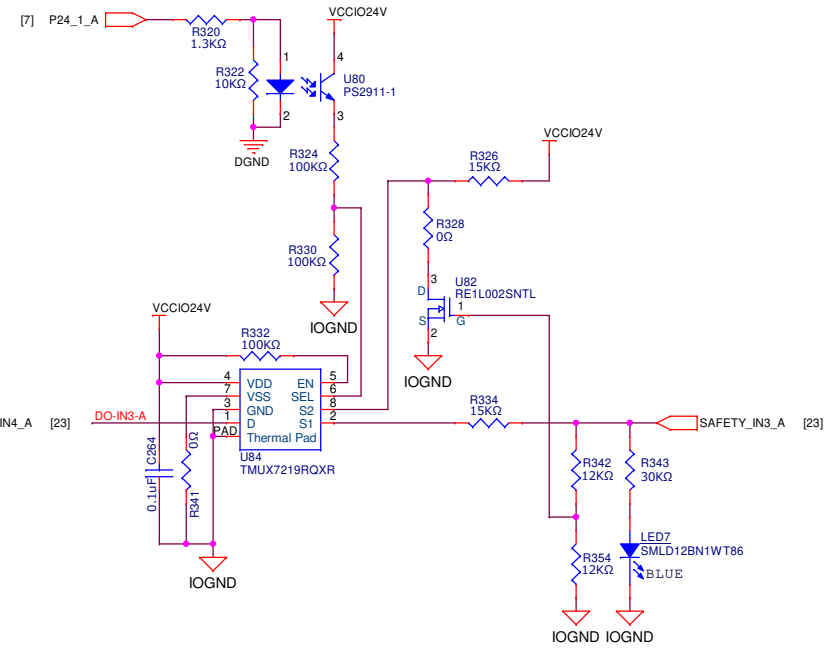 [7] P24_1_A
R320
1.3KΩ
VCCIO24V
R322
10KΩ
1
2
4
3
U80
PS2911-1
DGND
R324
100KΩ
R330
100KΩ
IOGND
VCCIO24V
R326
15KΩ
R328
0Ω
3
D
U82
RE1L002SNTL
1
S
G
2
IOGND
VCCIO24V
R332
100KΩ
4 VDD EN 5
7 VSS SEL 6
3 GND S2 8
1 D S1 2
PAD Thermal Pad
U84
TMUX7219RQXR
IN4_A [23] DO-IN3-A
C264
0.1uF
0Ω
R341
IOGND
R334
15KΩ
SAFETY_IN3_A [23]
R342
12KΩ
R343
30KΩ
R354
12KΩ
LED7
SMLD12BN1WT86
BLUE
IOGND IOGND